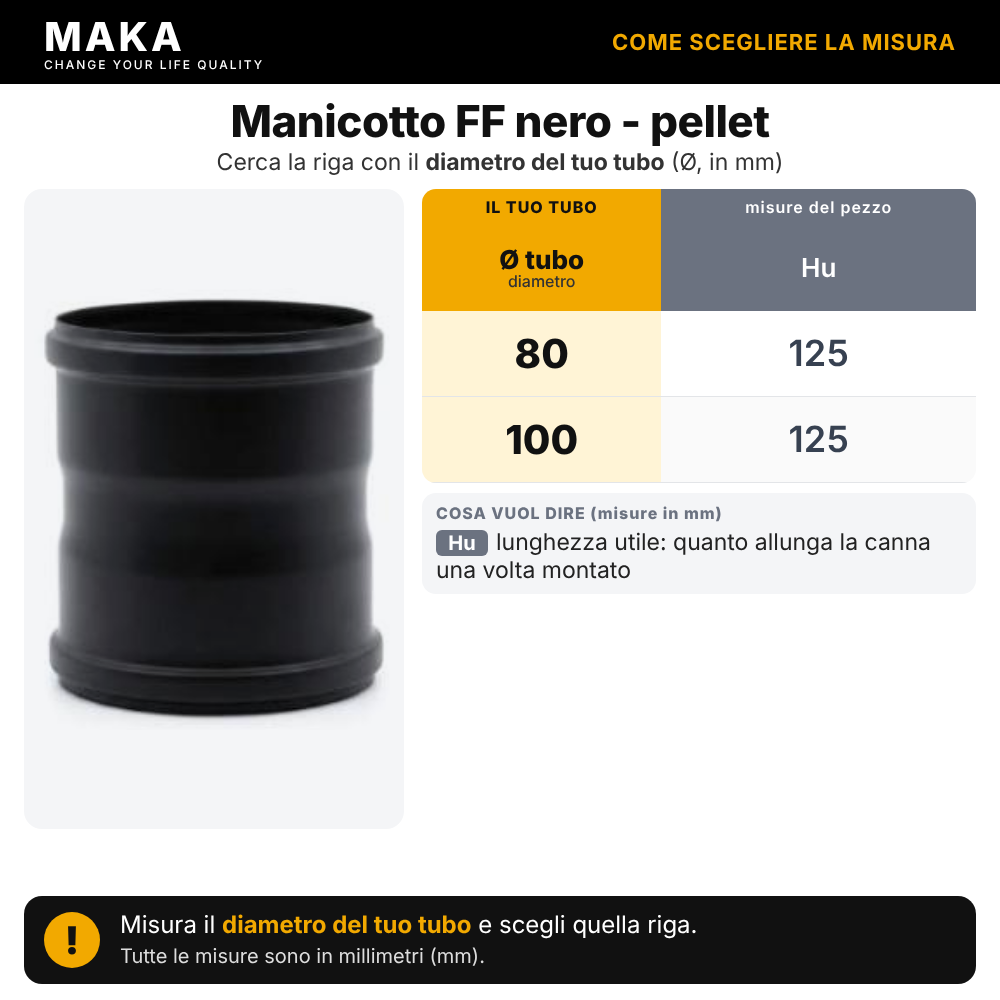 MAKA
CHANGE YOUR LIFE QUALITY
COME SCEGLIERE LA MISURA
Manicotto FF nero - pellet
Cerca la riga con il diametro del tuo tubo (Ø, in mm)
IL TUO TUBO
misure del pezzo
Ø tubo
diametro
Hu
80
125
100
125
COSA VUOL DIRE (misure in mm)
Hu lunghezza utile: quanto allunga la canna
una volta montato
! Misura il diametro del tuo tubo e scegli quella riga.
Tutte le misure sono in millimetri (mm).